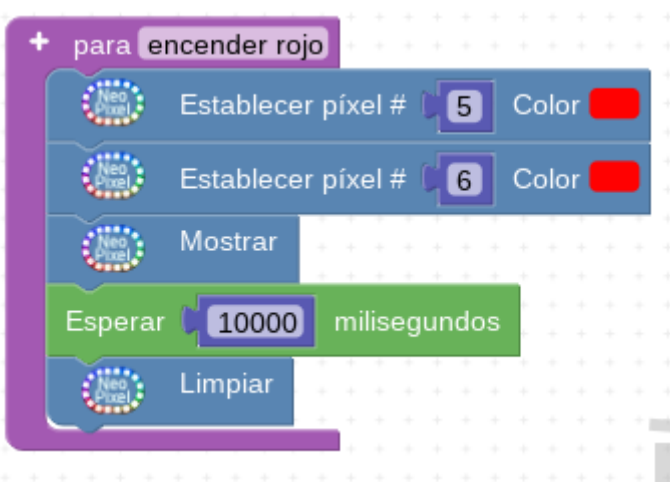 + para encender rojo
Neo Pixel Establecer píxel # 5 Color
Neo Pixel Establecer píxel # 6 Color
Neo Pixel Mostrar
Esperar 10000 milisegundos
Neo Pixel Limpiar